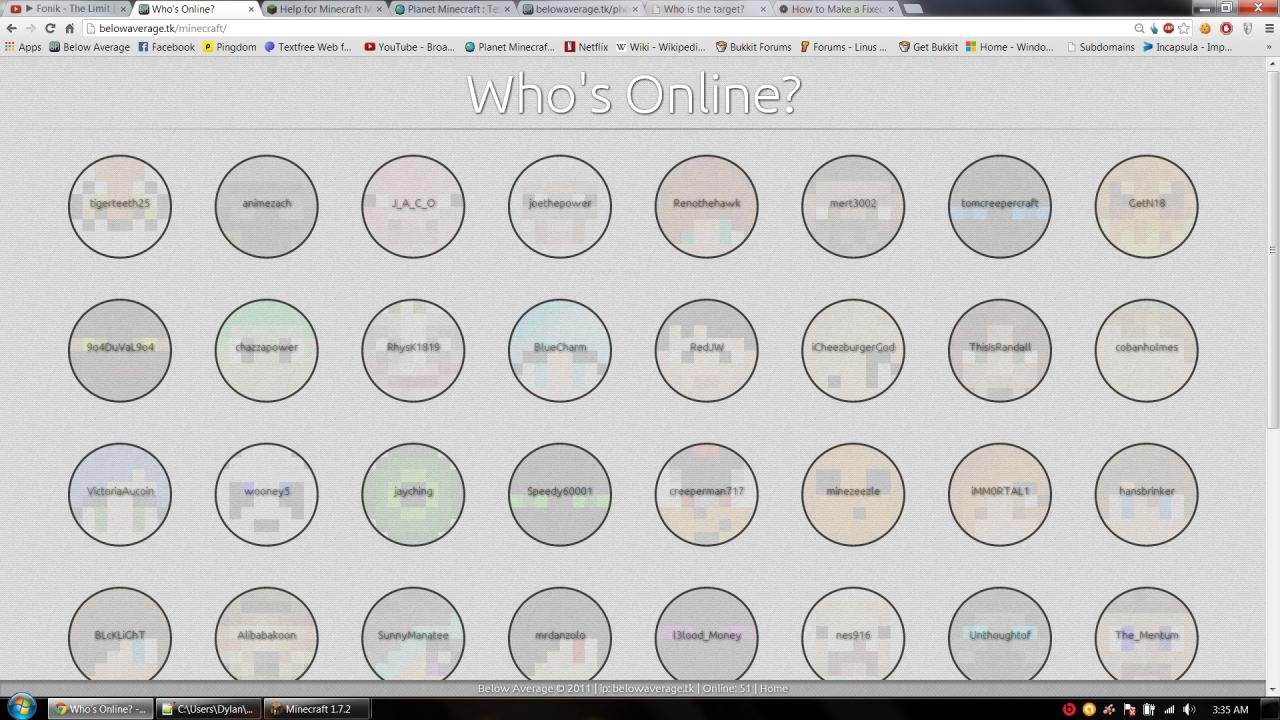 Fonik - The Limit
Who's Online?
Help for Minecraft M
Planet Minecraft : Te
belowaverage.tk/ph
Who is the target?
How to Make a Fixed
belowaverage.tk/minecraft/
Apps
Below Average
Facebook
Pingdom
Textfree Web f...
YouTube - Broa...
Planet Minecraf...
Netflix
Wiki - Wikipedi...
Bukkit Forums
Forums - Linus ...
Get Bukkit
Home - Windo...
Subdomains
Incapsula - Imp...
Who's Online?
tigerteeth25
animezach
J_A_C_O
joethepower
Renothehawk
mert3002
tomcreepercraft
GetN18
9o4DuVaL9o4
chazzapower
RhysK1819
BlueCharm
RedJW
iCheezburgerGod
ThisIsRandall
cobanholmes
VictoriaAucoin
wooney5
jayching
Speedy60001
creeperman717
minezeezle
iMM0RTAL1
hansbrinker
BLcKLiGhT
Alibabakoon
SunnyManatee
mrdanzolo
l3lood_Money
nes916
Unthoughtof
The_Mentum
Below Average © 2011 | ip: belowaverage.tk | Online: 51 | Home
Who's Online? -...
C:\Users\Dylan/...
Minecraft 1.7.2
3:35 AM